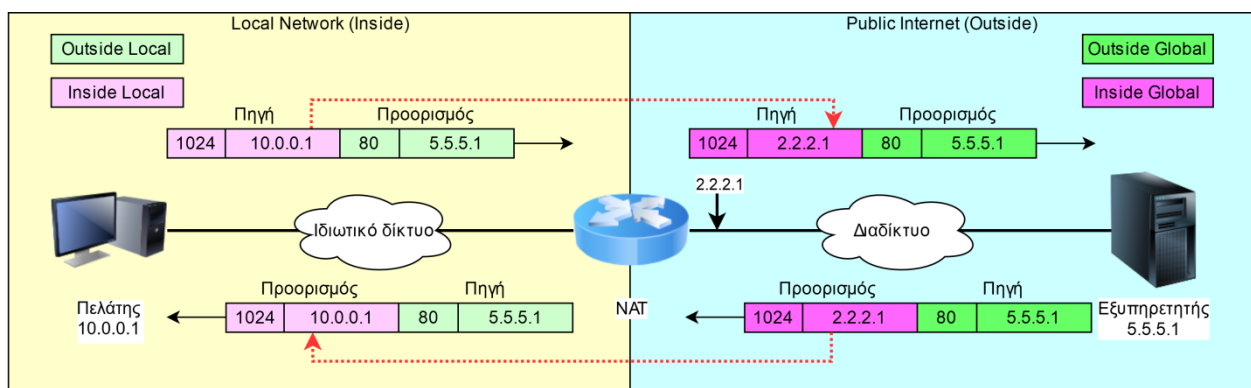 Local Network (Inside)
Public Internet (Outside)
Outside Local
Inside Local
Outside Global
Inside Global
Πηγή Προορισμός
1024 10.0.0.1 80 5.5.5.1
Πηγή Προορισμός
1024 2.2.2.1 80 5.5.5.1
2.2.2.1
Ιδιωτικό δίκτυο
Διαδίκτυο
Πελάτης
10.0.0.1
Προορισμός Πηγή
1024 10.0.0.1 80 5.5.5.1
NAT
Προορισμός Πηγή
1024 2.2.2.1 80 5.5.5.1
Εξυπηρετητής
5.5.5.1